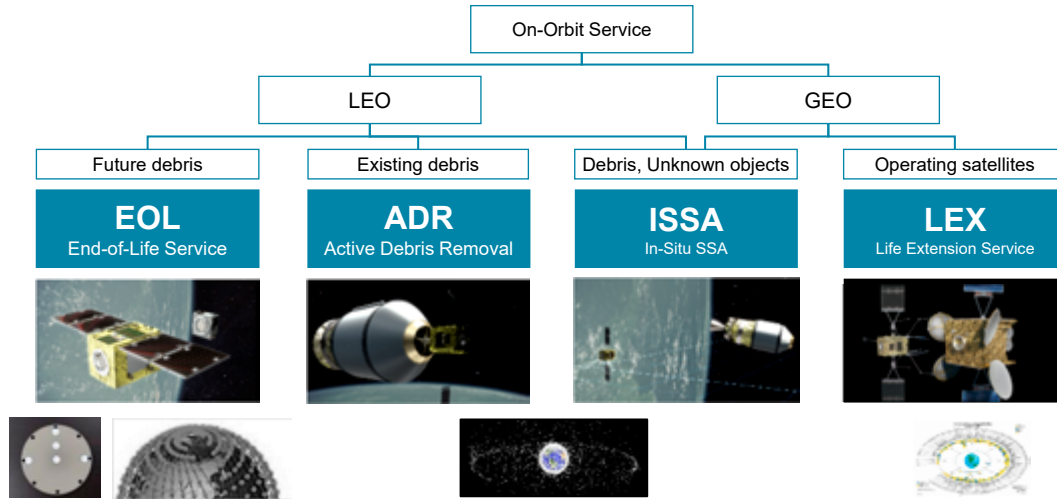 On-Orbit Service
LEO
GEO
Future debris
Existing debris
Debris, Unknown objects
Operating satellites
EOL
End-of-Life Service
ADR
Active Debris Removal
ISSA
In-Situ SSA
LEX
Life Extension Service